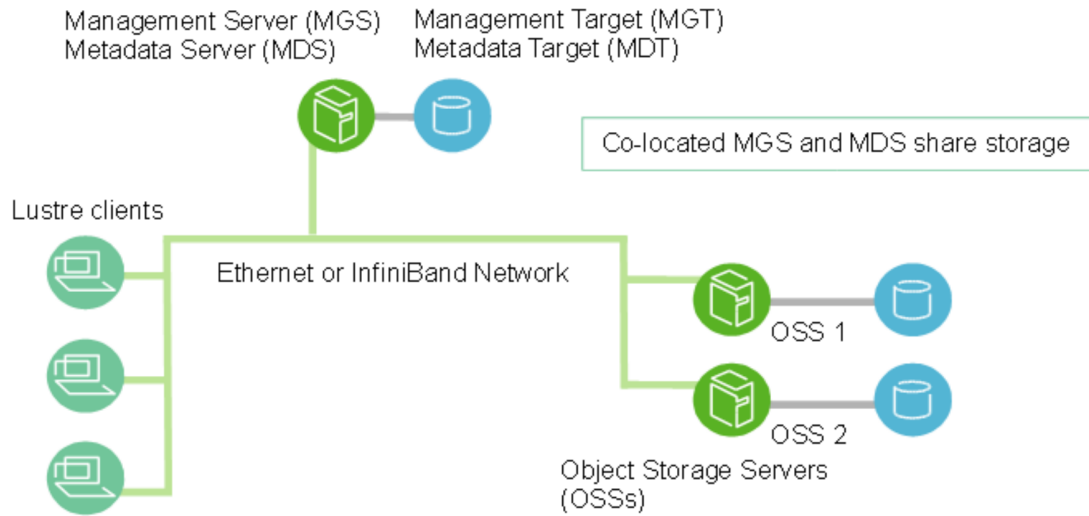 Management Server (MGS)
Metadata Server (MDS)
Management Target (MGT)
Metadata Target (MDT)
Co-located MGS and MDS share storage
Lustre clients
Ethernet or InfiniBand Network
OSS 1
OSS 2
Object Storage Servers
(OSSs)